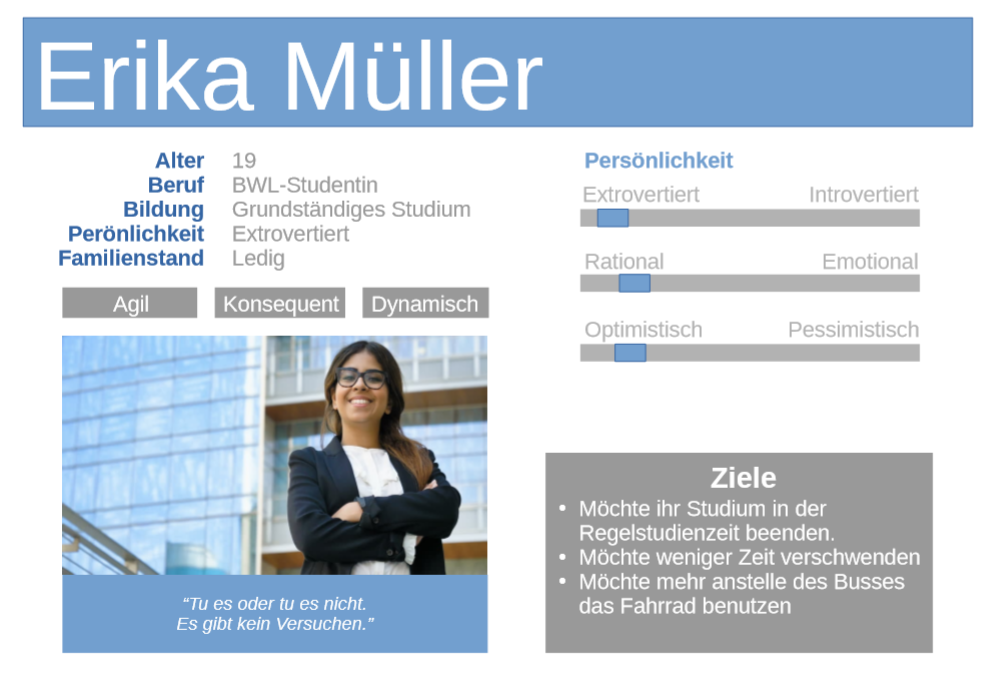 Erika Müller
Alter 19
Beruf BWL-Studentin
Bildung Grundständiges Studium
Perönlichkeit Extrovertiert
Familienstand Ledig
Agil Konsequent Dynamisch
“Tu es oder tu es nicht.
Es gibt kein Versuchen.”
Persönlichkeit
Extrovertiert Introvertiert
Rational Emotional
Optimistisch Pessimistisch
Ziele
• Möchte ihr Studium in der
Regelstudienzeit beenden.
• Möchte weniger Zeit verschwenden
• Möchte mehr anstelle des Busses
das Fahrrad benutzen